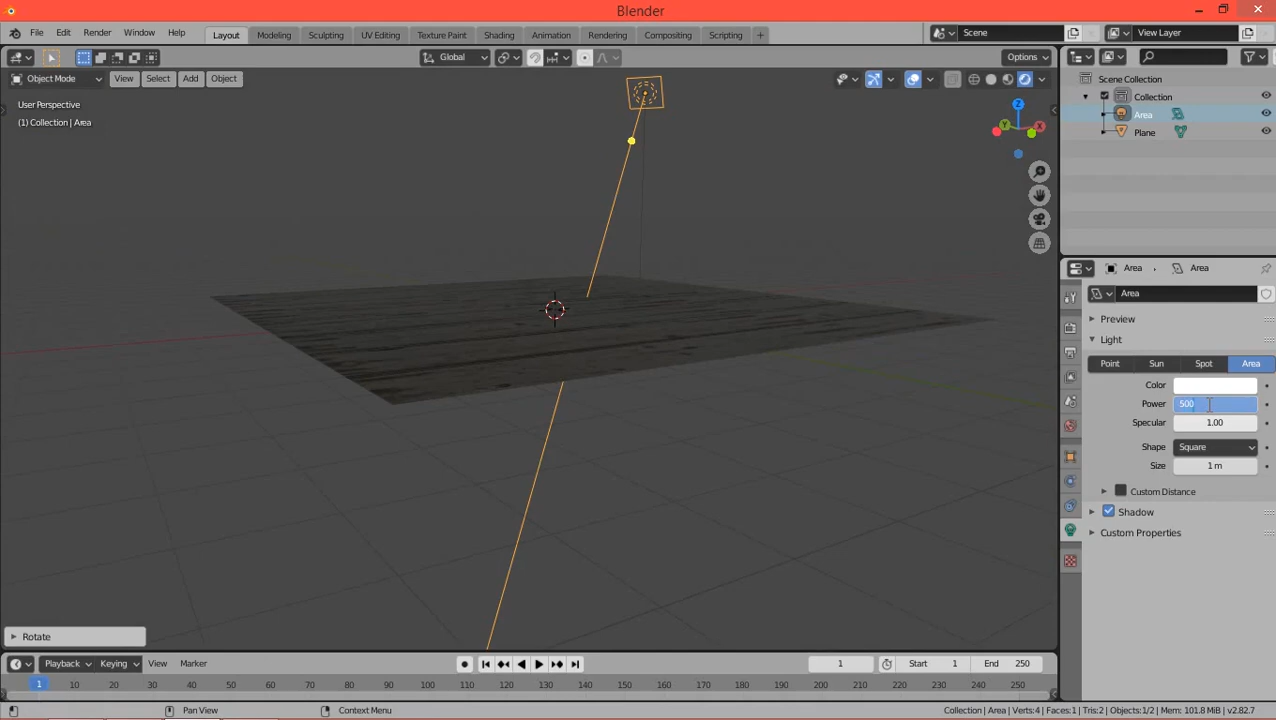 Blender
File Edit Render Window Help Layout Modeling Sculpting UV Editing Texture Paint Shading Animation Rendering Compositing Scripting + Scene View Layer
Global Options
Object Mode View Select Add Object
User Perspective
(1) Collection | Area
Z
Y
X
Scene Collection
Collection
Area
Plane
Area › Area
Area
Preview
Light
Point Sun Spot Area
Color
Power 500
Specular 1.00
Shape Square
Size 1 m
Custom Distance
Shadow
Custom Properties
Rotate
Playback Keying View Marker 1 Start 1 End 250
1 10 20 30 40 50 60 70 80 90 100 110 120 130 140 150 160 170 180 190 200 210 220 230 240 250
Pan View Context Menu Collection | Area | Verts:4 | Faces:1 | Tris:2 | Objects:1/2 | Mem: 101.8 MiB | v2.82.7